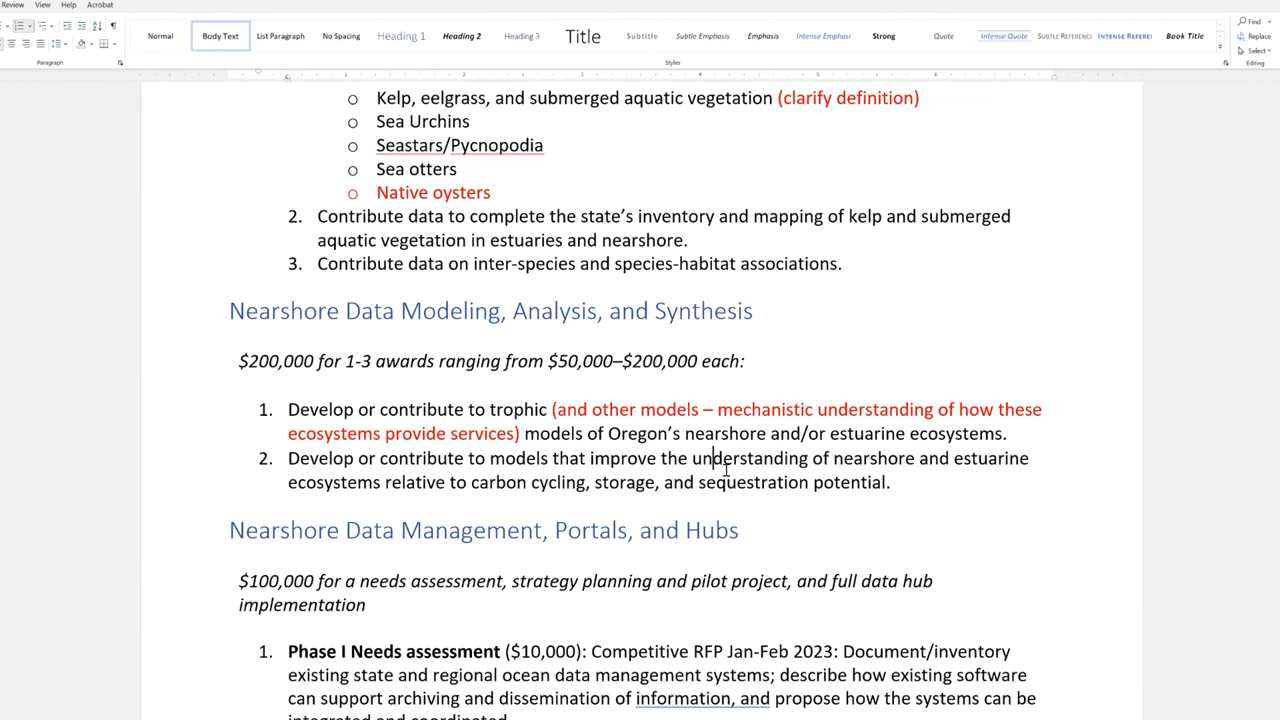 Review View Help Acrobat
Normal Body Text List Paragraph No Spacing Heading 1 Heading 2 Heading 3 Title Subtitle Subtle Emphasis Emphasis Intense Emphasi Strong Quote Intense Quote SUBTLE REFERENC INTENSE REFEREI Book Title
Find
Replace
Select
Paragraph Styles Editing
1 2 3 4 5 6
o Kelp, eelgrass, and submerged aquatic vegetation (clarify definition)
o Sea Urchins
o Seastars/Pycnopodia
o Sea otters
o Native oysters
2. Contribute data to complete the state’s inventory and mapping of kelp and submerged
aquatic vegetation in estuaries and nearshore.
3. Contribute data on inter-species and species-habitat associations.
Nearshore Data Modeling, Analysis, and Synthesis
$200,000 for 1-3 awards ranging from $50,000–$200,000 each:
1. Develop or contribute to trophic (and other models – mechanistic understanding of how these
ecosystems provide services) models of Oregon’s nearshore and/or estuarine ecosystems.
2. Develop or contribute to models that improve the understanding of nearshore and estuarine
ecosystems relative to carbon cycling, storage, and sequestration potential.
Nearshore Data Management, Portals, and Hubs
$100,000 for a needs assessment, strategy planning and pilot project, and full data hub
implementation
1. Phase I Needs assessment ($10,000): Competitive RFP Jan-Feb 2023: Document/inventory
existing state and regional ocean data management systems; describe how existing software
can support archiving and dissemination of information, and propose how the systems can be
integrated and coordinated.